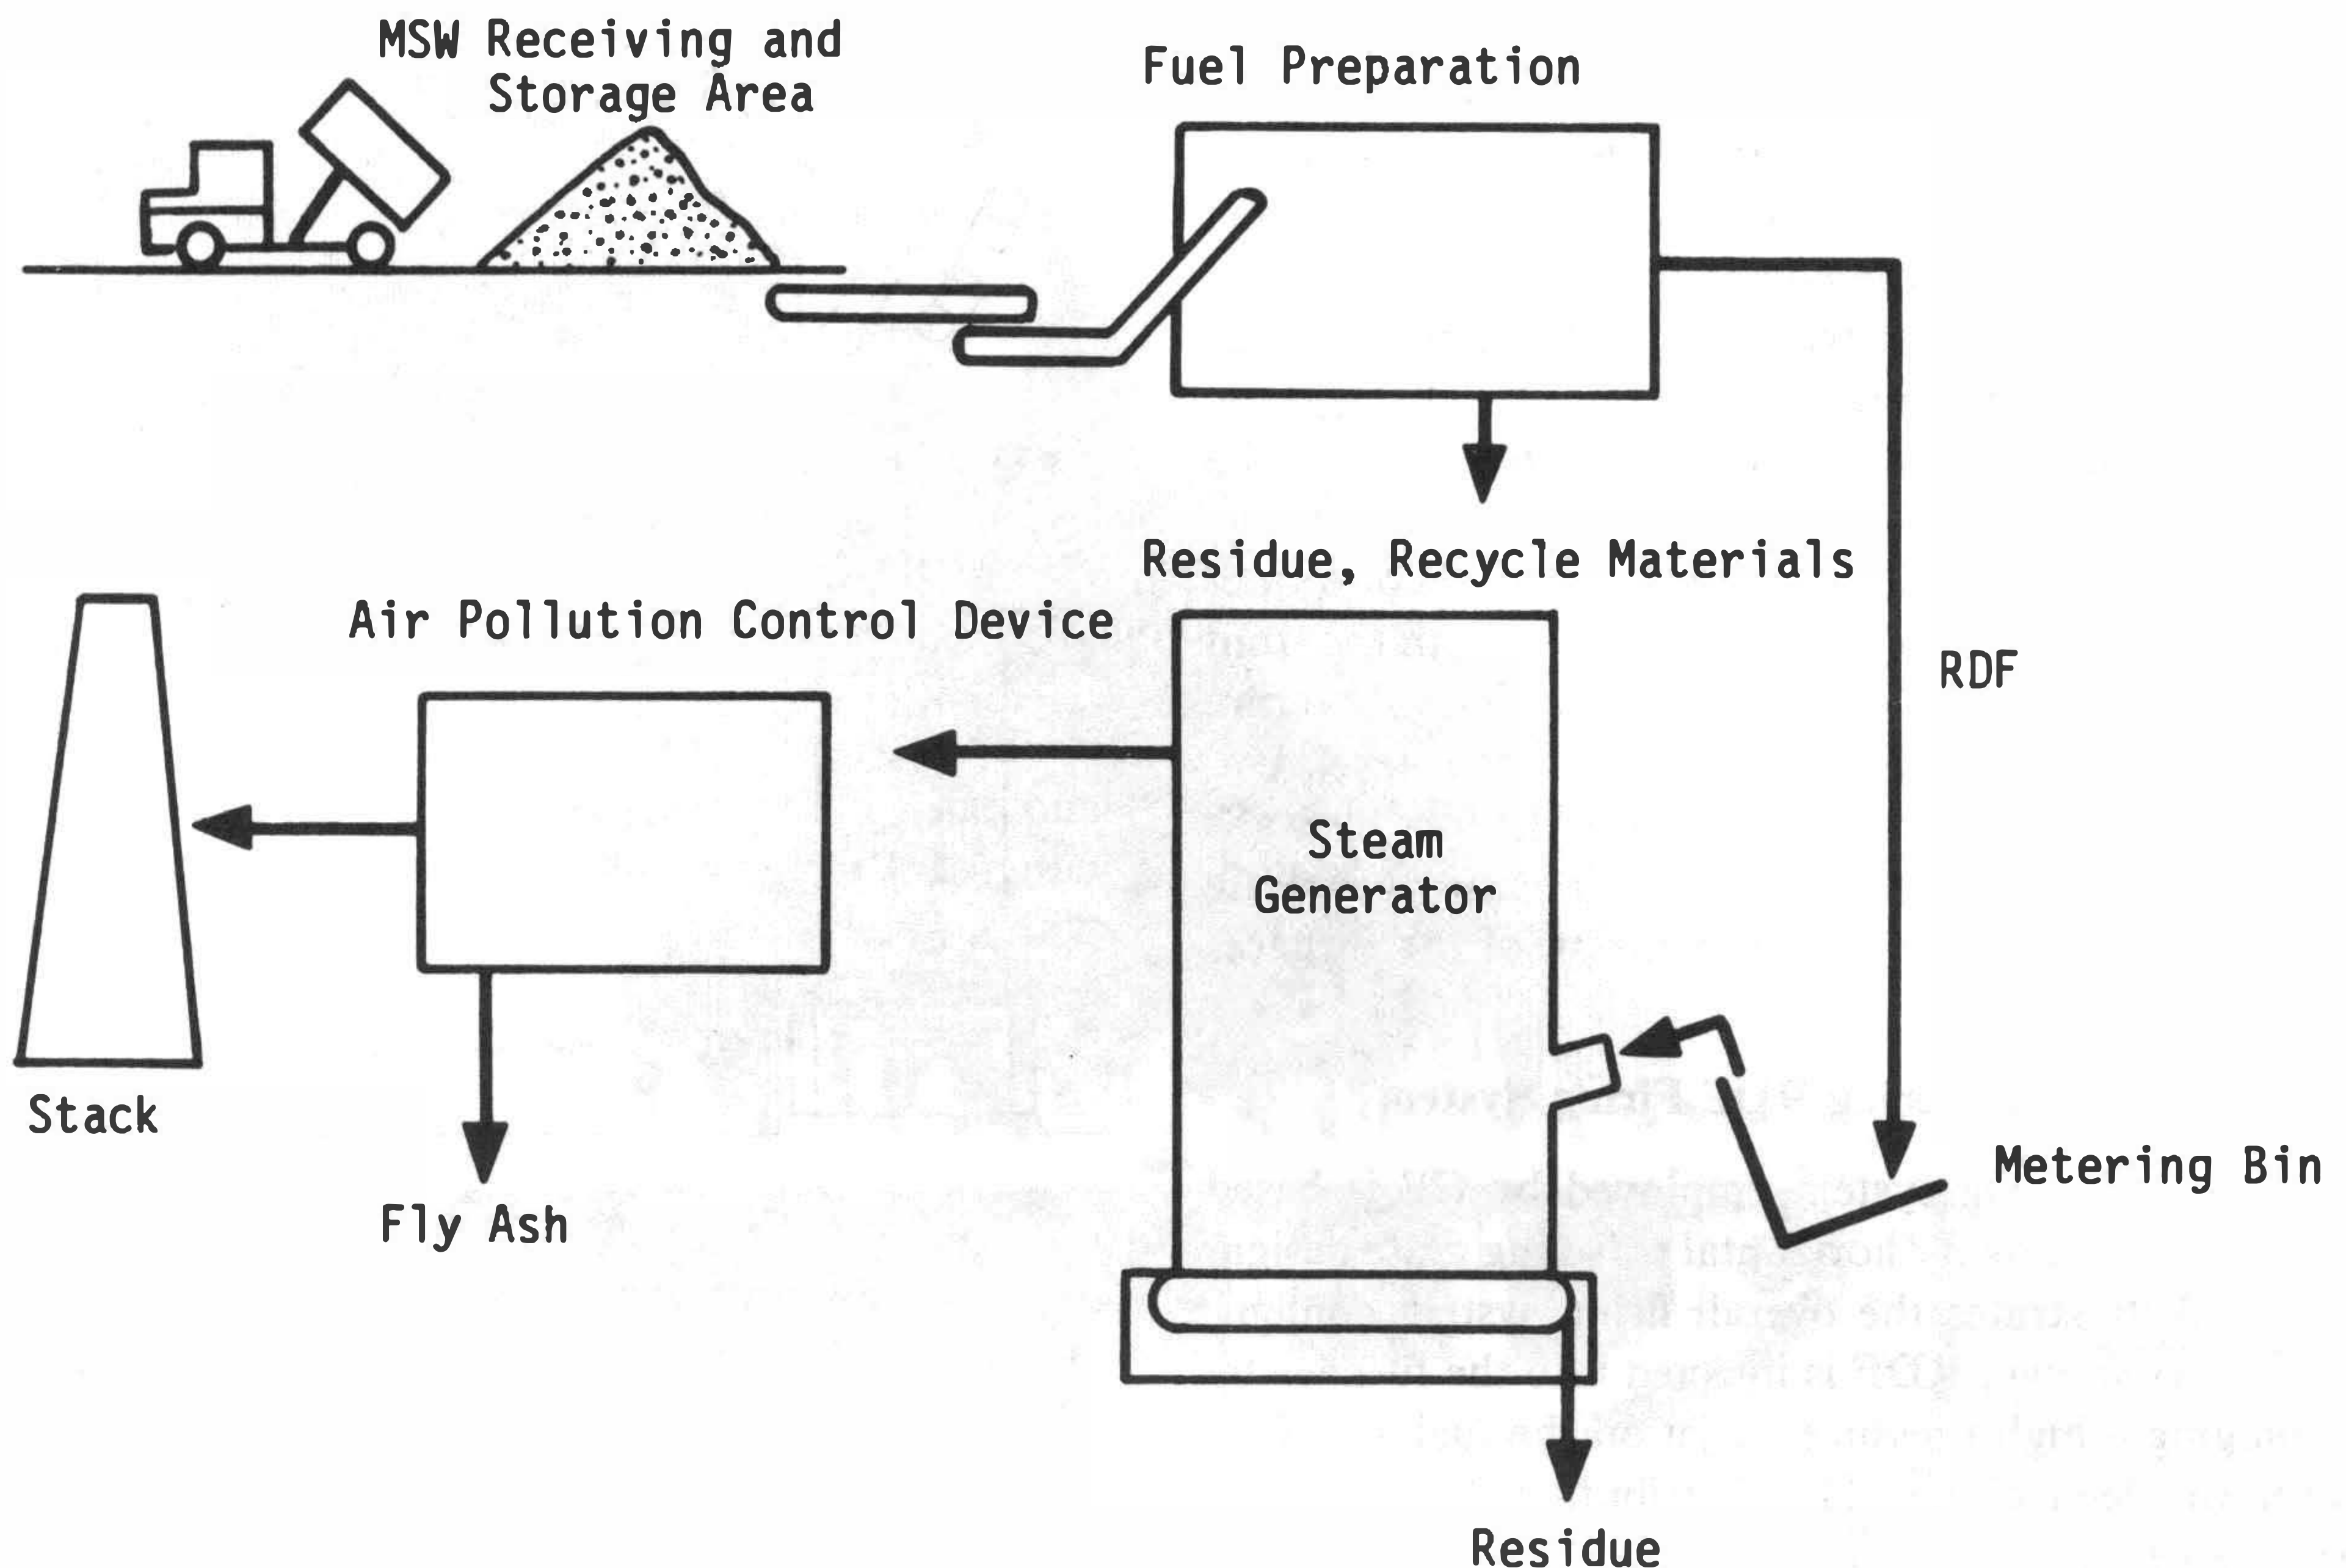 MSW Receiving and
Storage Area
Fuel Preparation
Residue, Recycle Materials
Air Pollution Control Device
RDF
Steam
Generator
Stack
Metering Bin
Fly Ash
Residue